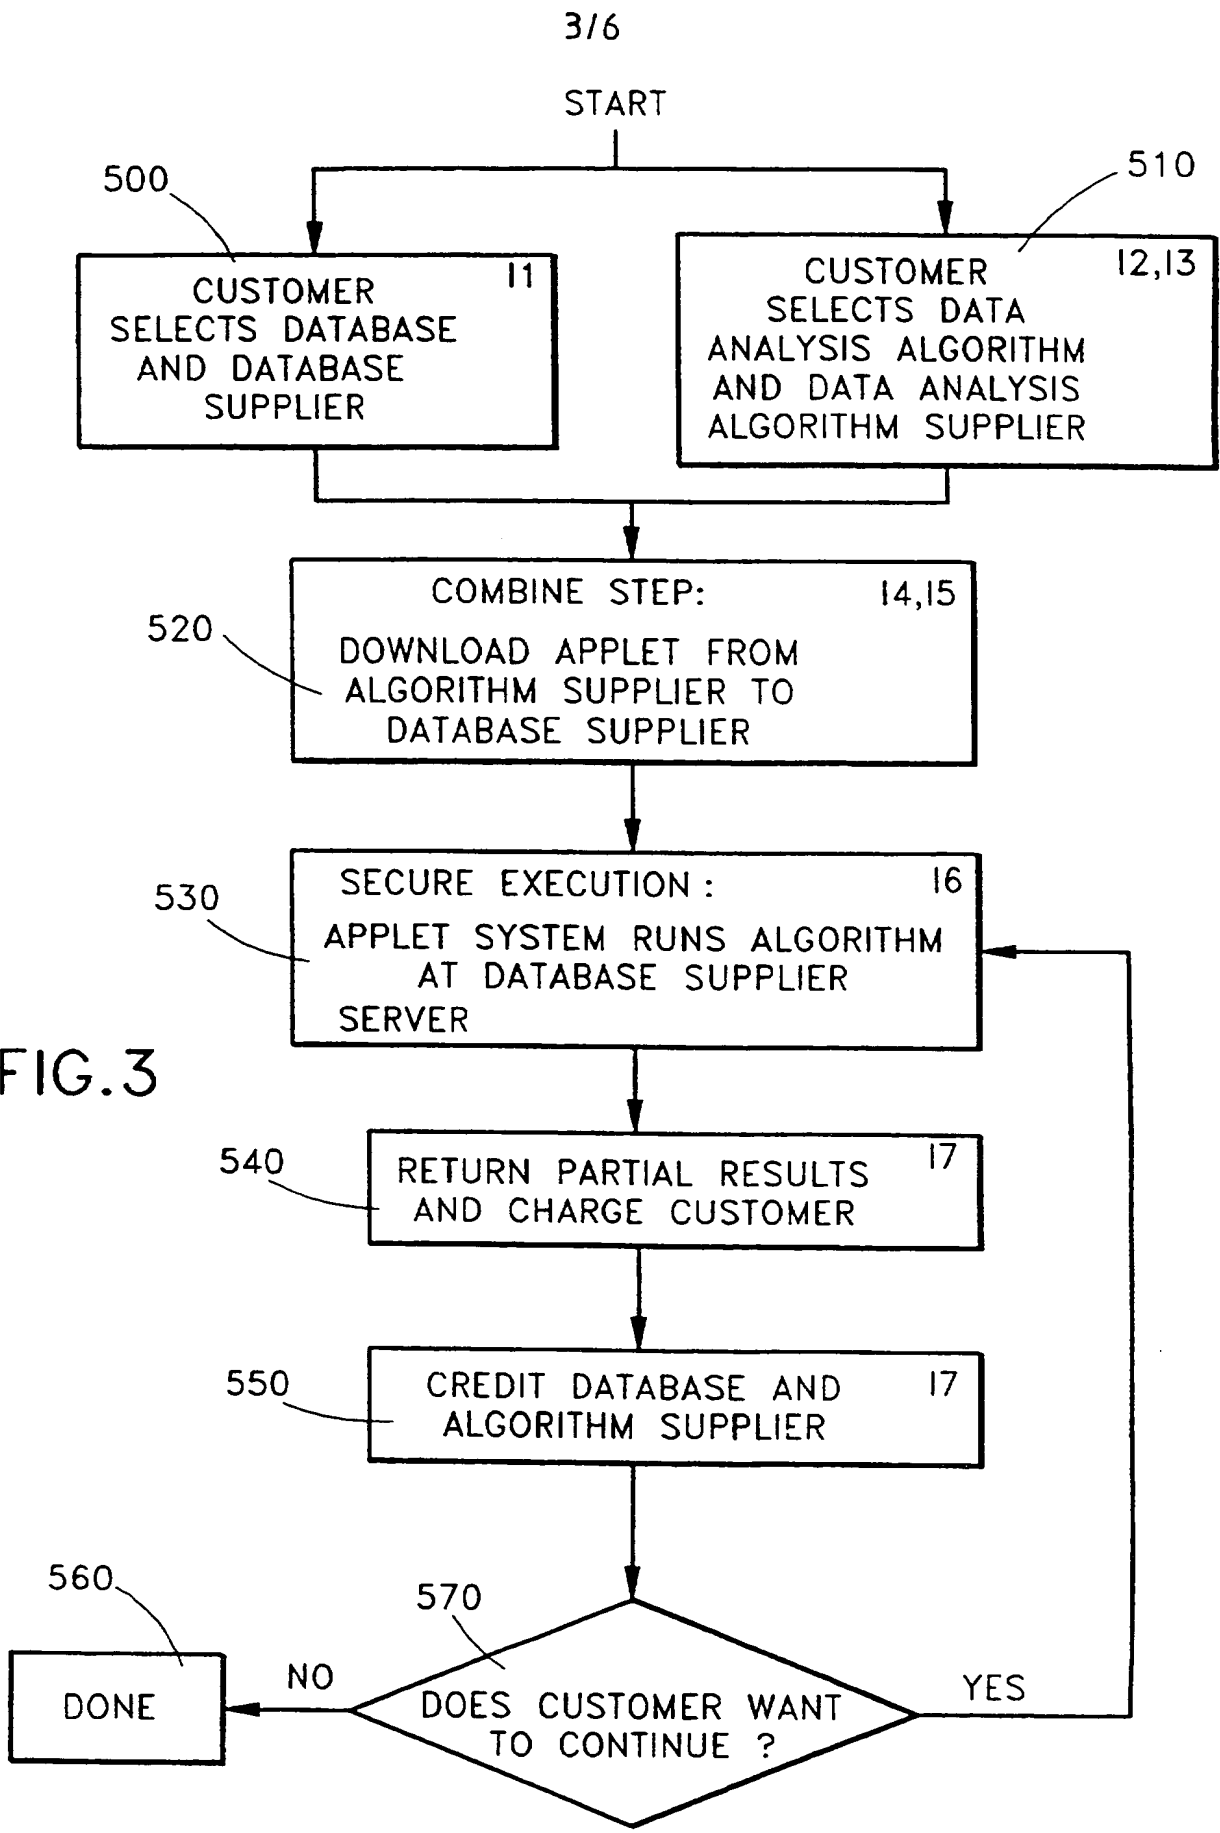 3/6
START
500
510
11
CUSTOMER
SELECTS DATABASE
AND DATABASE
SUPPLIER
12,13
CUSTOMER
SELECTS DATA
ANALYSIS ALGORITHM
AND DATA ANALYSIS
ALGORITHM SUPPLIER
520
COMBINE STEP:
14,15
DOWNLOAD APPLET FROM
ALGORITHM SUPPLIER TO
DATABASE SUPPLIER
530
SECURE EXECUTION:
16
APPLET SYSTEM RUNS ALGORITHM
AT DATABASE SUPPLIER
SERVER
FIG.3
540
17
RETURN PARTIAL RESULTS
AND CHARGE CUSTOMER
550
17
CREDIT DATABASE AND
ALGORITHM SUPPLIER
560
570
DONE
NO
DOES CUSTOMER WANT
TO CONTINUE ?
YES